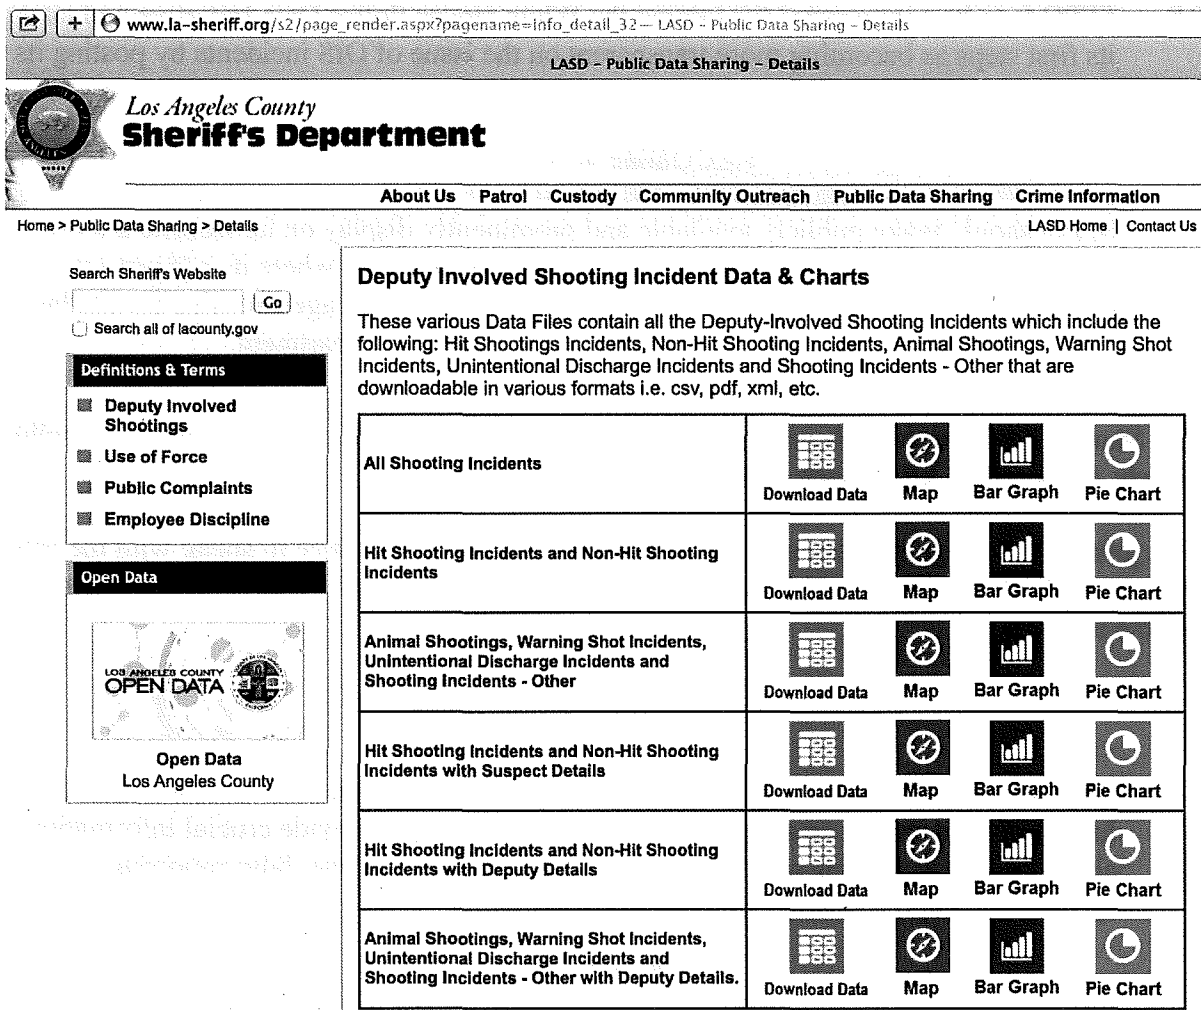 www.la-sheriff.org/s2/page_render.aspx?pagename=info_detail_32— LASD - Public Data Sharing - Details
LASD - Public Data Sharing - Details
Los Angeles County
Sheriff's Department
About Us Patrol Custody Community Outreach Public Data Sharing Crime Information
Home > Public Data Sharing > Details
LASD Home | Contact Us
Search Sheriff's Website
Go
Search all of lacounty.gov
Definitions & Terms
Deputy Involved
Shootings
Use of Force
Public Complaints
Employee Discipline
Open Data
LOS ANGELES COUNTY
OPEN DATA
Open Data
Los Angeles County
Deputy Involved Shooting Incident Data & Charts
These various Data Files contain all the Deputy-Involved Shooting Incidents which include the
following: Hit Shootings Incidents, Non-Hit Shooting Incidents, Animal Shootings, Warning Shot
Incidents, Unintentional Discharge Incidents and Shooting Incidents - Other that are
downloadable in various formats i.e. csv, pdf, xml, etc.
All Shooting Incidents
Download Data Map Bar Graph Pie Chart
Hit Shooting Incidents and Non-Hit Shooting
Incidents
Download Data Map Bar Graph Pie Chart
Animal Shootings, Warning Shot Incidents,
Unintentional Discharge Incidents and
Shooting Incidents - Other
Download Data Map Bar Graph Pie Chart
Hit Shooting Incidents and Non-Hit Shooting
Incidents with Suspect Details
Download Data Map Bar Graph Pie Chart
Hit Shooting Incidents and Non-Hit Shooting
Incidents with Deputy Details
Download Data Map Bar Graph Pie Chart
Animal Shootings, Warning Shot Incidents,
Unintentional Discharge Incidents and
Shooting Incidents - Other with Deputy Details.
Download Data Map Bar Graph Pie Chart